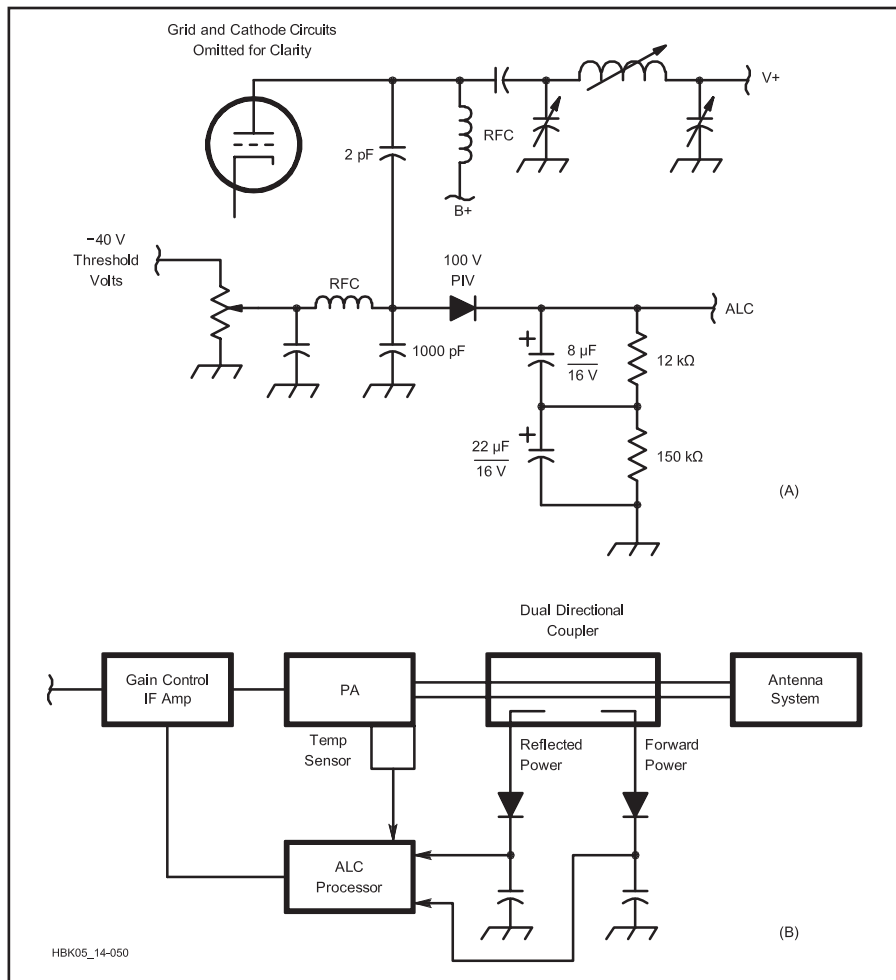 Grid and Cathode Circuits
Omitted for Clarity
V+
RFC
2 pF
B+
−40 V
Threshold
Volts
RFC
100 V
PIV
ALC
1000 pF
+
8 µF
16 V
12 kΩ
+
22 µF
16 V
150 kΩ
(A)
Dual Directional
Coupler
Gain Control
IF Amp
PA
Antenna
System
Temp
Sensor
Reflected
Power
Forward
Power
ALC
Processor
HBK05_14-050
(B)